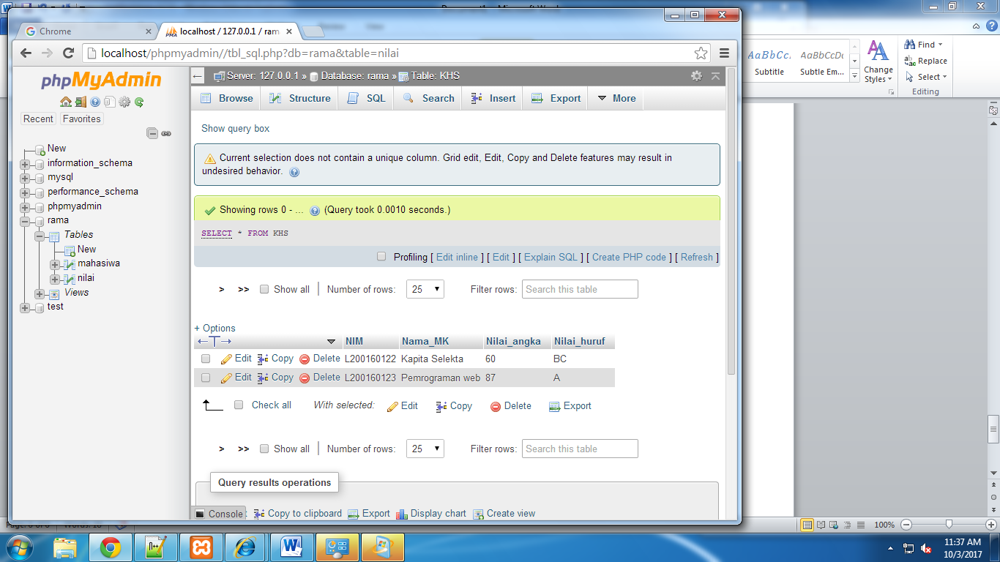 Chrome
localhost / 127.0.0.1 / ram
localhost/phpmyadmin//tbl_sql.php?db=rama&table=nilai
phpMyAdmin
Recent Favorites
New
information_schema
mysql
performance_schema
phpmyadmin
rama
Tables
New
mahasiwa
nilai
Views
test
Server: 127.0.0.1 » Database: rama » Table: KHS
Browse Structure SQL Search Insert Export More
Show query box
Current selection does not contain a unique column. Grid edit, Edit, Copy and Delete features may result in
undesired behavior.
Showing rows 0 - ... (Query took 0.0010 seconds.)
SELECT * FROM KHS
Profiling [ Edit inline ] [ Edit ] [ Explain SQL ] [ Create PHP code ] [ Refresh ]
> >> Show all | Number of rows: 25 Filter rows: Search this table
+ Options
NIM Nama_MK Nilai_angka Nilai_huruf
Edit Copy Delete L200160122 Kapita Selekta 60 BC
Edit Copy Delete L200160123 Pemrograman web 87 A
Check all With selected: Edit Copy Delete Export
> >> Show all | Number of rows: 25 Filter rows: Search this table
Query results operations
Console
Copy to clipboard Export Display chart Create view
AaBbCc. AaBbCcDc
Subtitle Subtle Em...
Change
Styles
Find
Replace
Select
Editing
100%
11:37 AM
10/3/2017